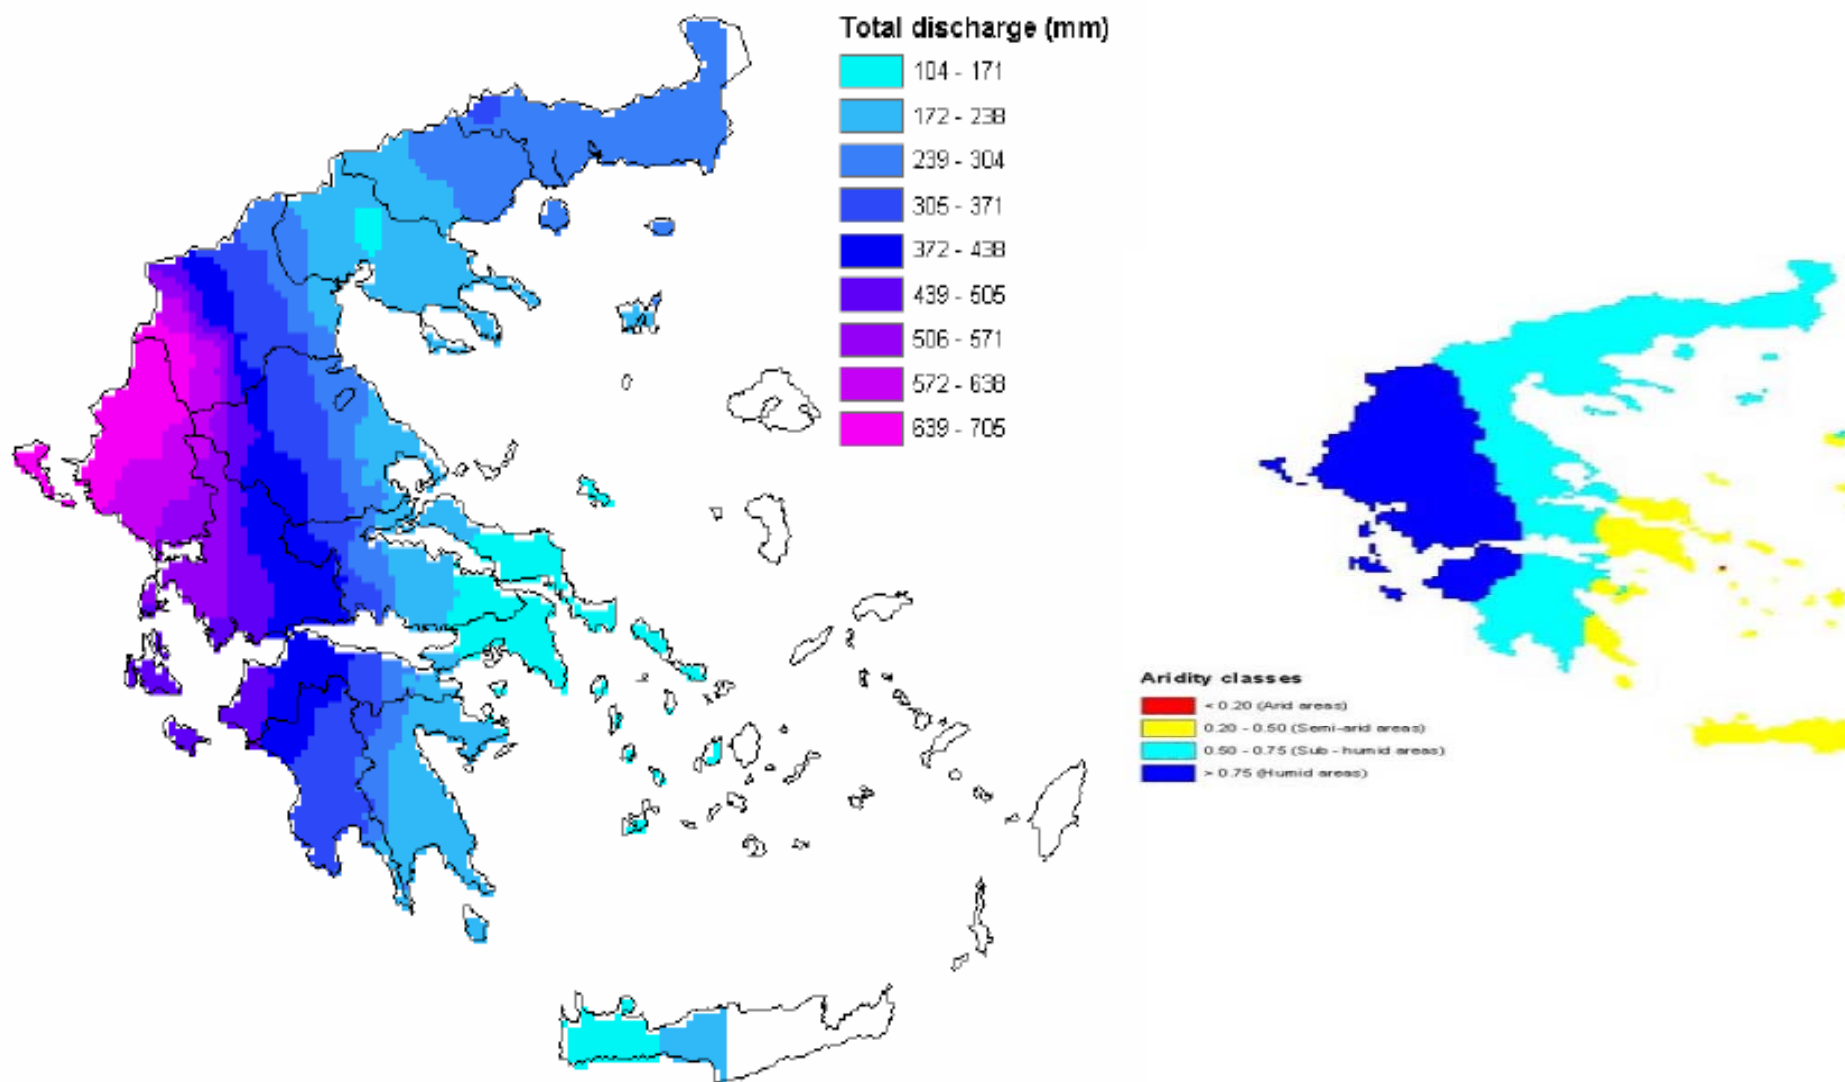 Total discharge (mm)
104 - 171
172 - 238
239 - 304
305 - 371
372 - 438
439 - 505
506 - 571
572 - 638
639 - 705
Aridity classes
< 0.20 (Arid areas)
0.20 - 0.50 (Semi-arid areas)
0.50 - 0.75 (Sub - humid areas)
> 0.75 (Humid areas)